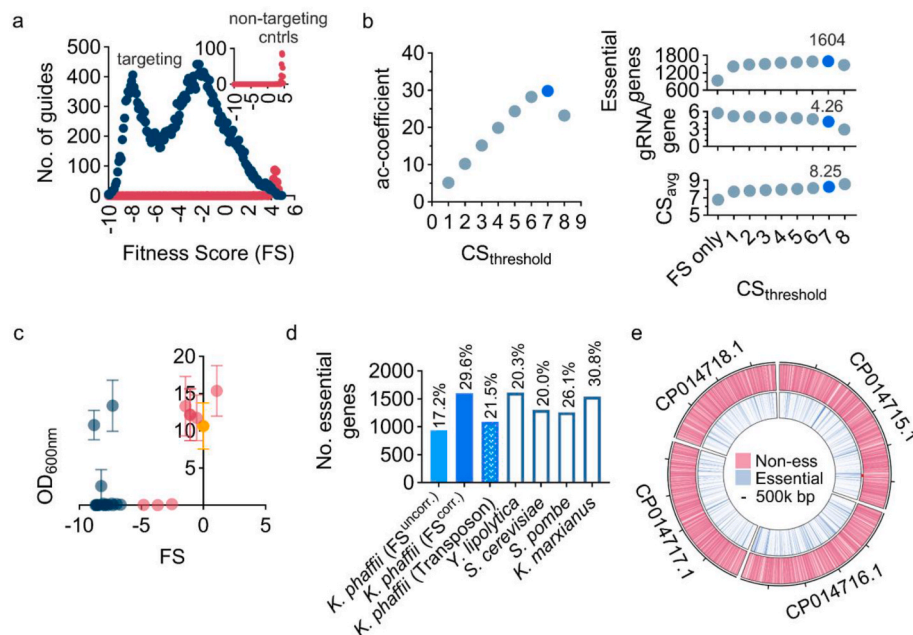 a
targeting
non-targeting
cntrls
No. of guides
500
400
300
200
100
0
100
0
-10
-5
0
5
-10
-8
-6
-4
-2
0
2
4
6
Fitness Score (FS)
b
ac-coefficient
40
30
20
10
0
0 1 2 3 4 5 6 7 8 9
CSthreshold
Essential
genes
1800
1200
600
1604
gRNA/
gene
6
3
0
4.26
CSavg
9
7
5
8.25
FS only
1
2
3
4
5
6
7
8
CSthreshold
c
OD600nm
20
15
10
5
0
-10
-5
0
5
FS
d
No. essential
genes
2000
1500
1000
500
0
17.2%
29.6%
21.5%
20.3%
20.0%
26.1%
30.8%
K. phaffii (FSuncorr.)
K. phaffii (FScorr.)
K. phaffii (Transposon)
Y. lipolytica
S. cerevisiae
S. pombe
K. marxianus
e
CP014718.1
CP014715.1
CP014717.1
CP014716.1
Non-ess
Essential
- 500k bp